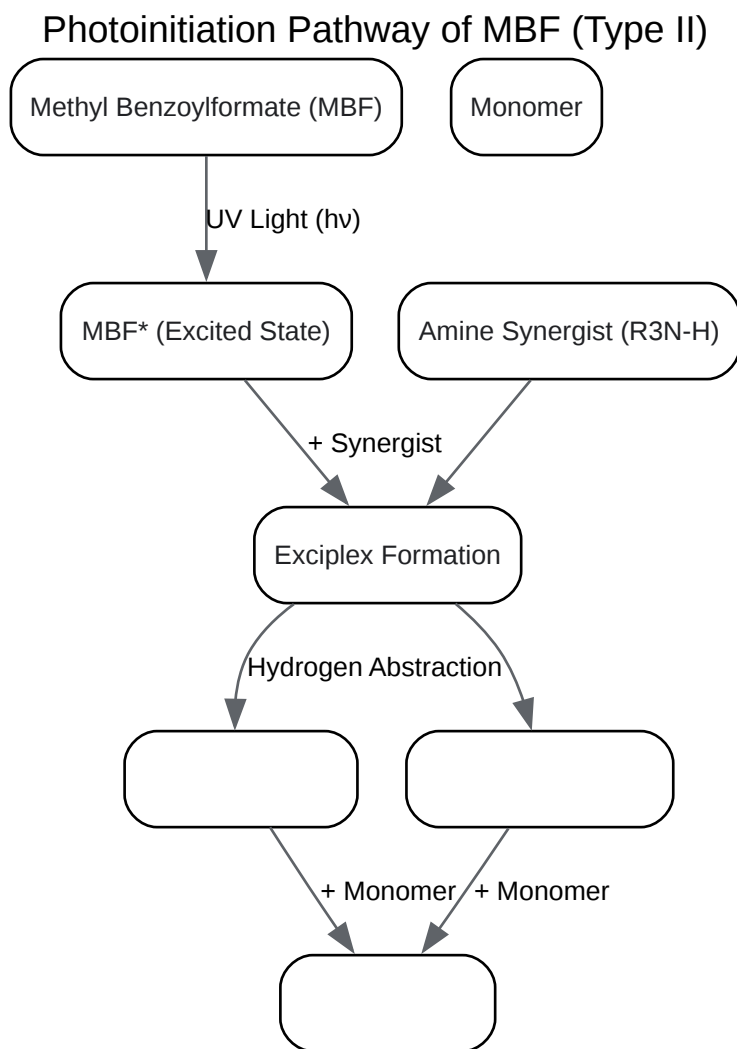 Photoinitiation Pathway of MBF (Type II)
Methyl Benzoylformate (MBF)
Monomer
UV Light (hν)
MBF* (Excited State)
Amine Synergist (R3N-H)
+ Synergist
Exciplex Formation
Hydrogen Abstraction
+ Monomer
+ Monomer